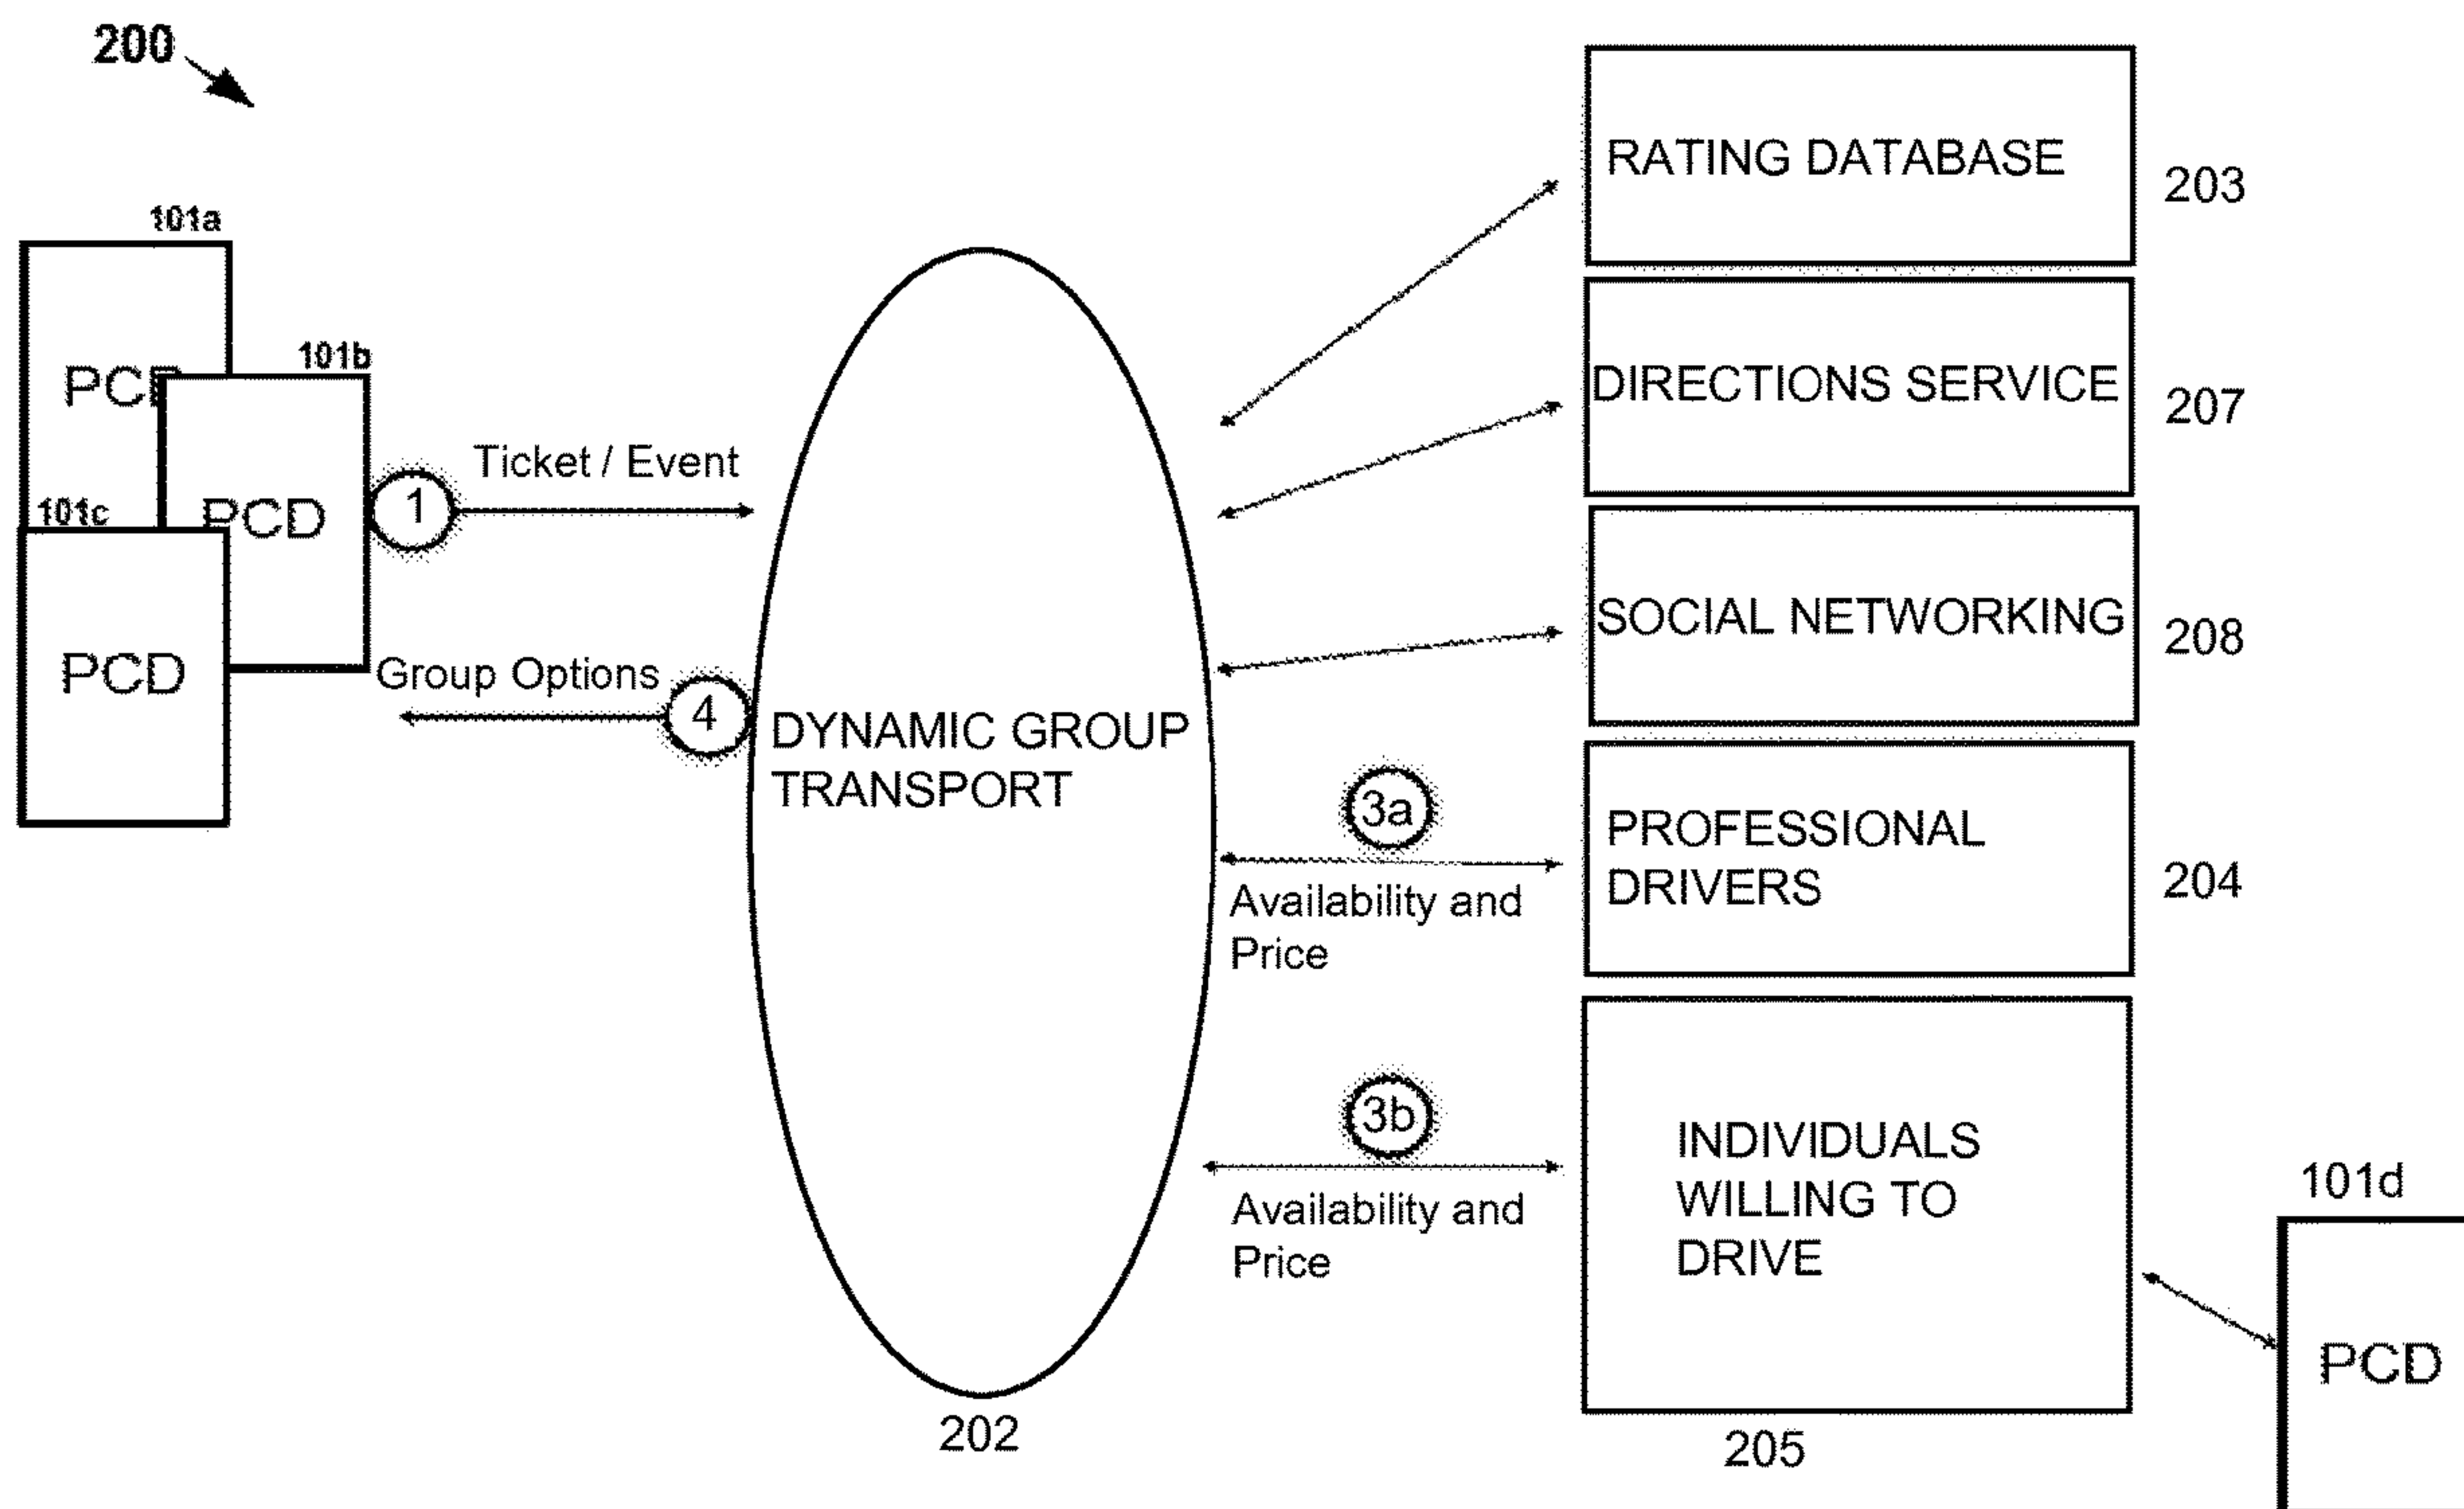 200
101a
PCD
101b
PCD
101c
PCD
1
Ticket / Event
Group Options
4
DYNAMIC GROUP
TRANSPORT
202
RATING DATABASE
203
DIRECTIONS SERVICE
207
SOCIAL NETWORKING
208
3a
Availability and
Price
PROFESSIONAL
DRIVERS
204
3b
Availability and
Price
INDIVIDUALS
WILLING TO
DRIVE
205
101d
PCD